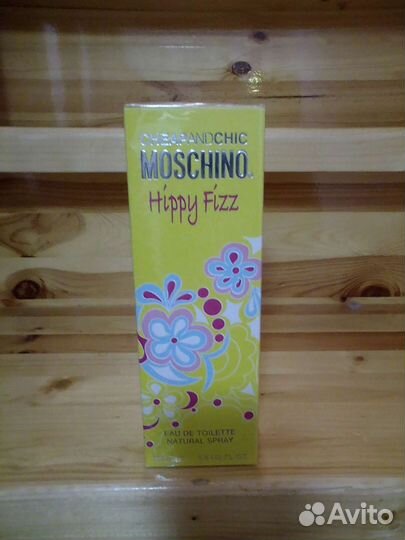 CHEAPANDCHIC
MOSCHINO
Hippy Fizz
EAU DE TOILETTE
NATURAL SPRAY
Avito